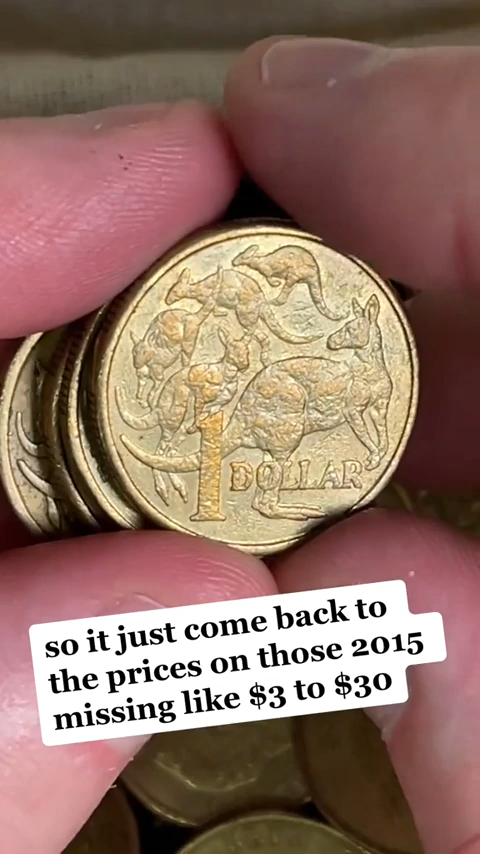 1 DOLLAR
so it just come back to
the prices on those 2015
missing like $3 to $30